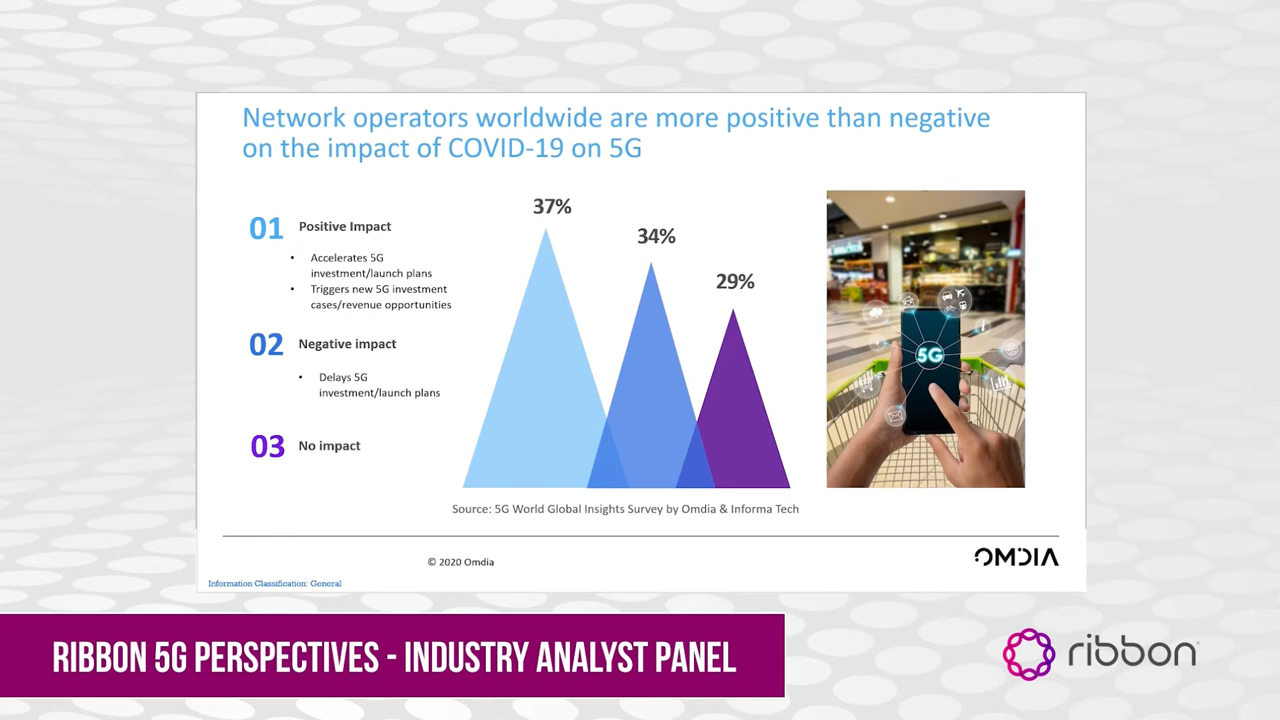 Network operators worldwide are more positive than negative
on the impact of COVID-19 on 5G
01 Positive Impact
• Accelerates 5G
investment/launch plans
• Triggers new 5G investment
cases/revenue opportunities
02 Negative impact
• Delays 5G
investment/launch plans
03 No impact
37%
34%
29%
5G
Source: 5G World Global Insights Survey by Omdia & Informa Tech
© 2020 Omdia
OMDIA
Information Classification: General
RIBBON 5G PERSPECTIVES - INDUSTRY ANALYST PANEL
ribbon